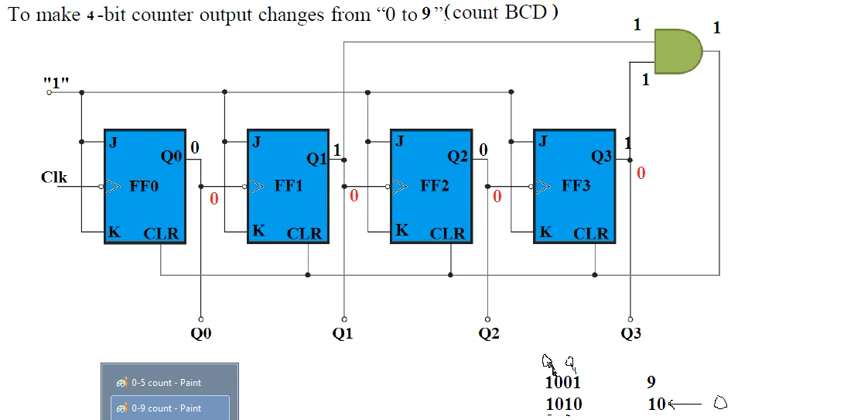 To make 4-bit counter output changes from “0 to 9”(count BCD )
1
1
"1"
1
J
J
J
J
Q0
0
Q1
1
Q2
0
Q3
1
Clk
FF0
FF1
FF2
FF3
0
0
0
0
K
CLR
K
CLR
K
CLR
K
CLR
Q0
Q1
Q2
Q3
0-5 count - Paint
1001
9
0-9 count - Paint
1010
10
0